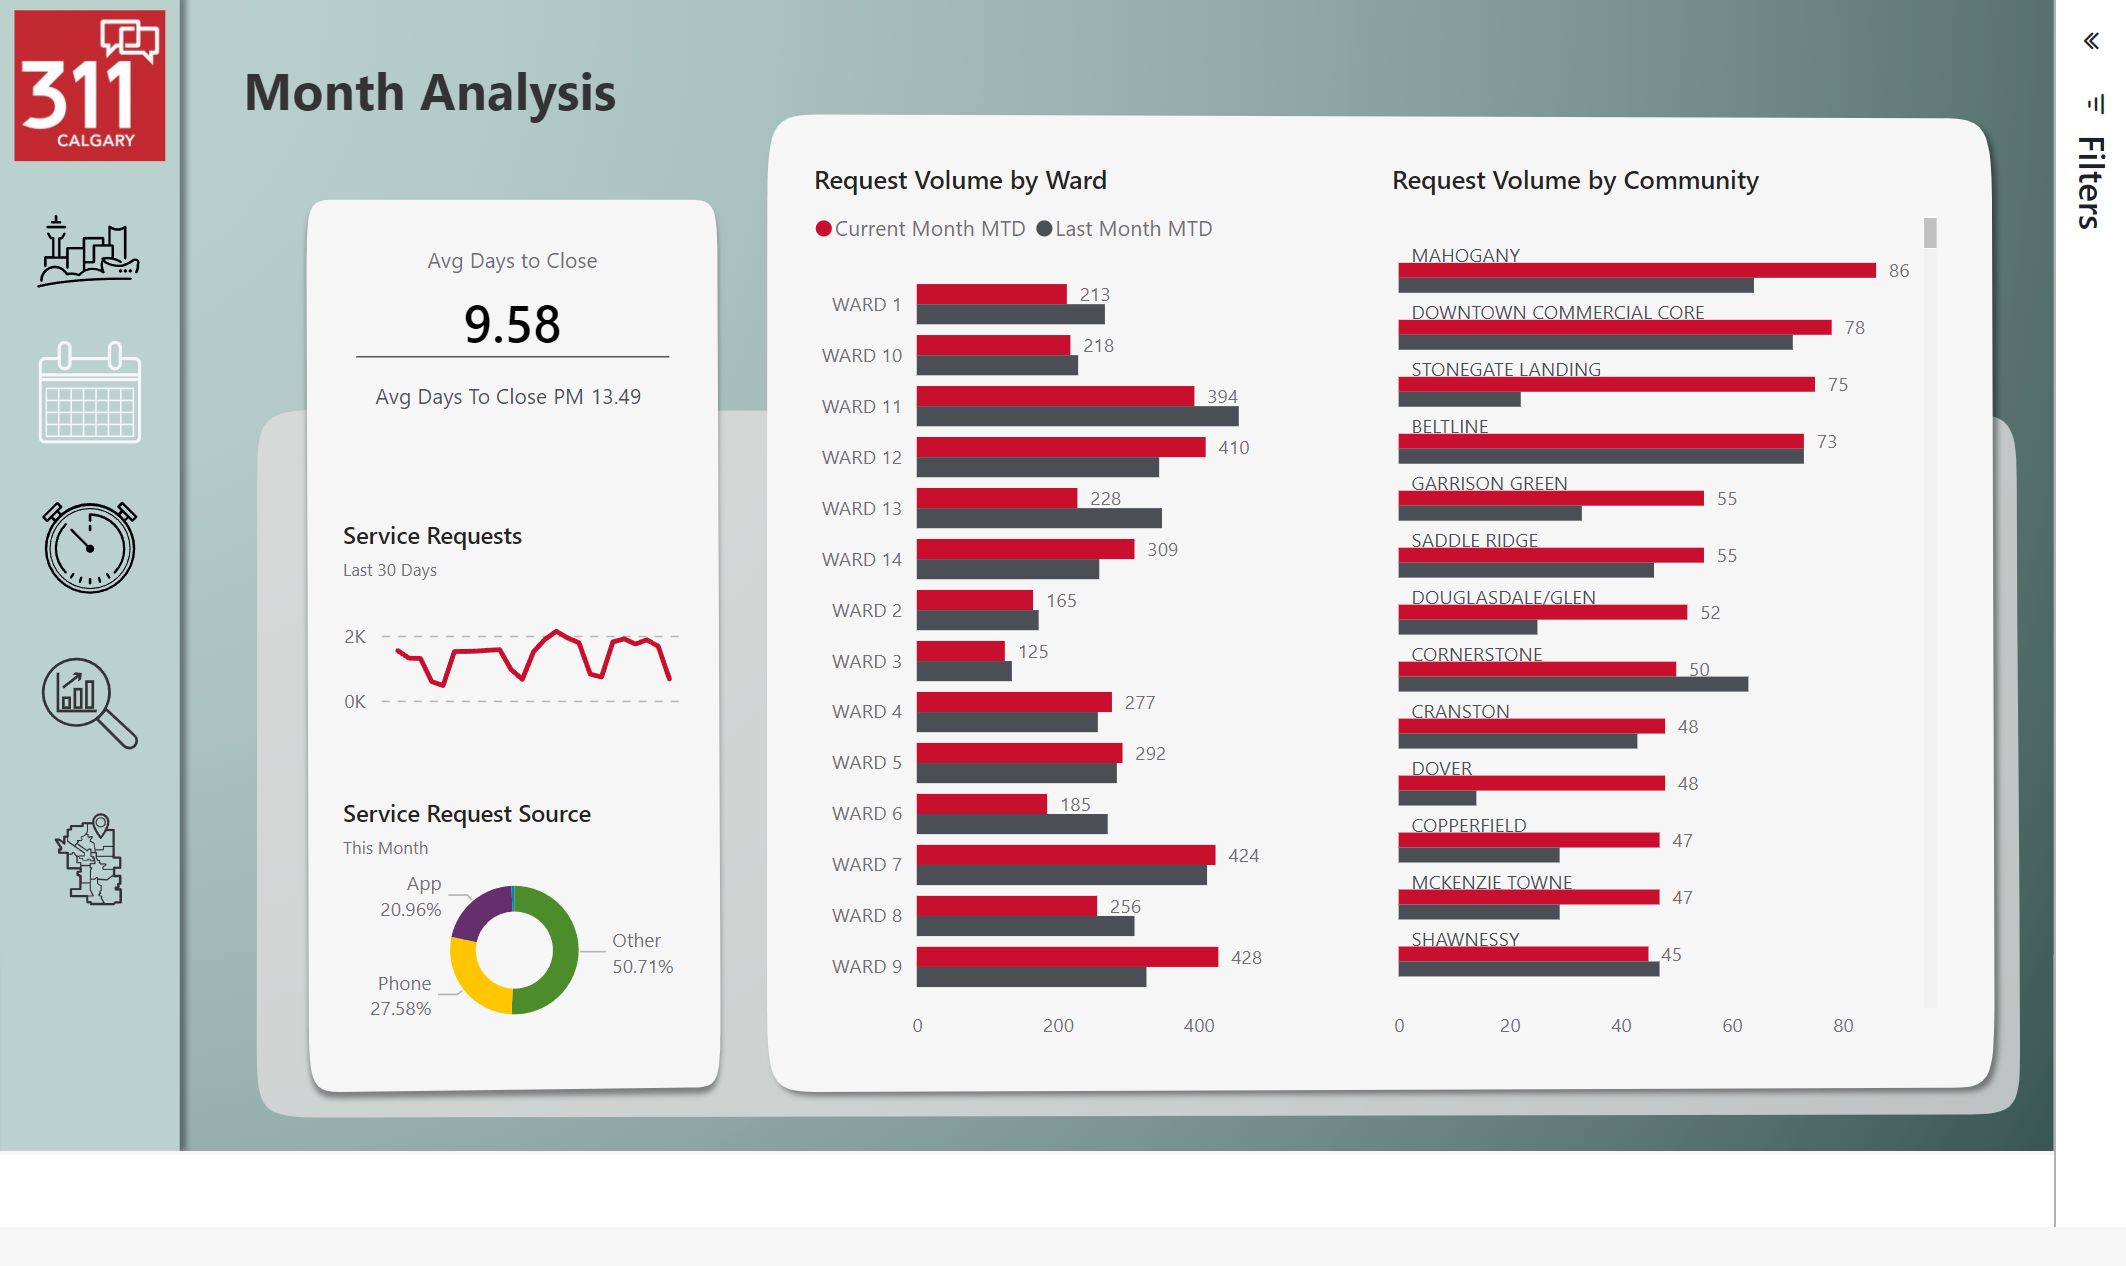 311
CALGARY
Month Analysis
Avg Days to Close
9.58
Avg Days To Close PM 13.49
Service Requests
Last 30 Days
2K
0K
Service Request Source
This Month
App
20.96%
Other
50.71%
Phone
27.58%
Request Volume by Ward
Current Month MTD Last Month MTD
WARD 1 213
WARD 10 218
WARD 11 394
WARD 12 410
WARD 13 228
WARD 14 309
WARD 2 165
WARD 3 125
WARD 4 277
WARD 5 292
WARD 6 185
WARD 7 424
WARD 8 256
WARD 9 428
0 200 400
Request Volume by Community
MAHOGANY
86
DOWNTOWN COMMERCIAL CORE
78
STONEGATE LANDING
75
BELTLINE
73
GARRISON GREEN
55
SADDLE RIDGE
55
DOUGLASDALE/GLEN
52
CORNERSTONE
50
CRANSTON
48
DOVER
48
COPPERFIELD
47
MCKENZIE TOWNE
47
SHAWNESSY
45
0 20 40 60 80
Filters